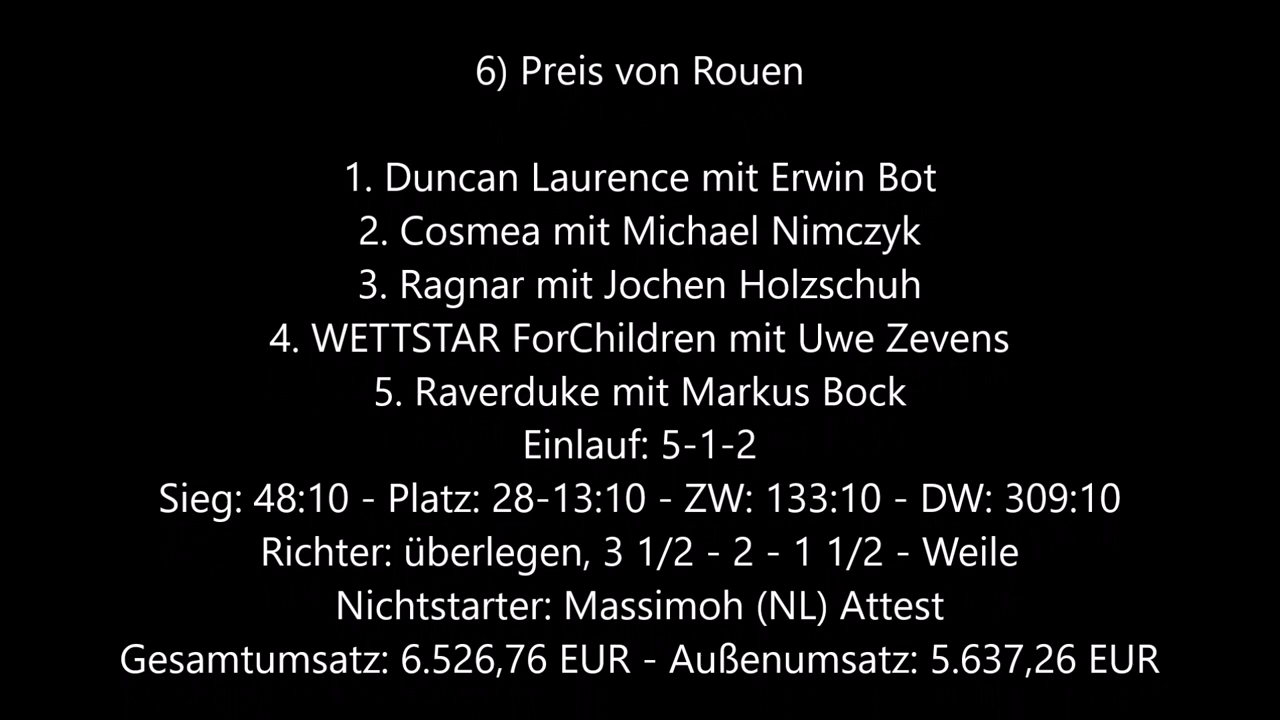 6) Preis von Rouen
1. Duncan Laurence mit Erwin Bot
2. Cosmea mit Michael Nimczyk
3. Ragnar mit Jochen Holzschuh
4. WETTSTAR ForChildren mit Uwe Zevens
5. Raverduke mit Markus Bock
Einlauf: 5-1-2
Sieg: 48:10 - Platz: 28-13:10 - ZW: 133:10 - DW: 309:10
Richter: überlegen, 3 1/2 - 2 - 1 1/2 - Weile
Nichtstarter: Massimoh (NL) Attest
Gesamtumsatz: 6.526,76 EUR - Außenumsatz: 5.637,26 EUR